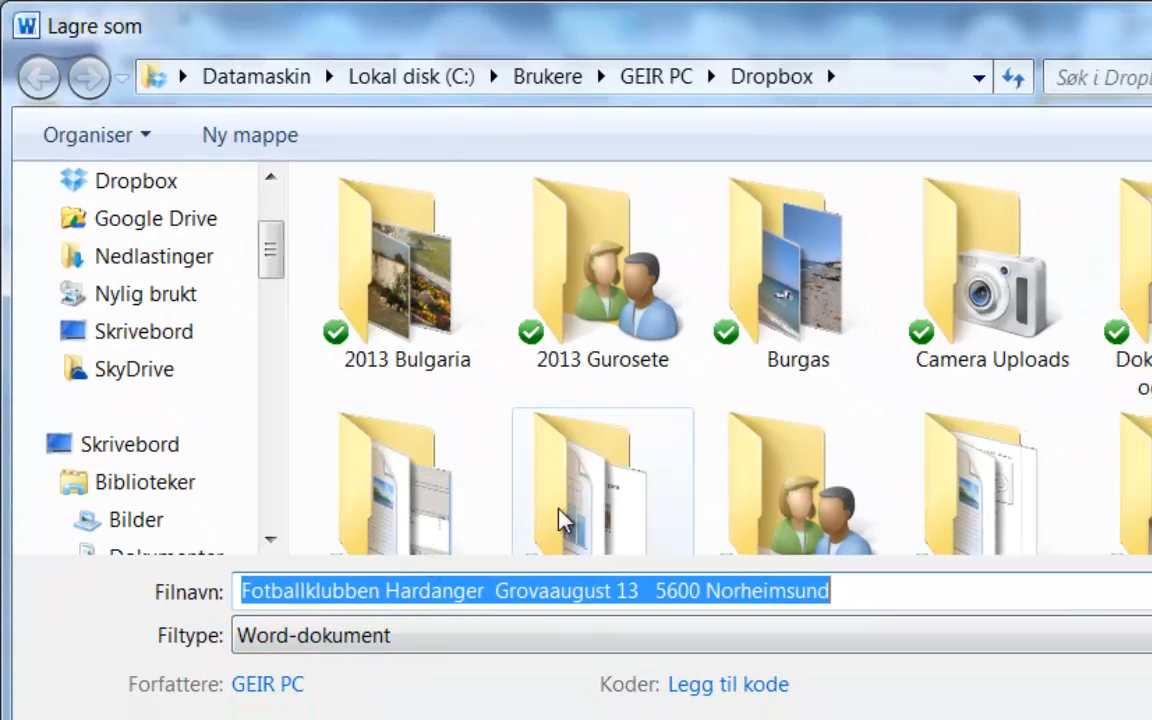 Lagre som
Datamaskin Lokal disk (C:) Brukere GEIR PC Dropbox
Søk i Drop
Organiser Ny mappe
Dropbox
Google Drive
Nedlastinger
Nylig brukt
Skrivebord
SkyDrive
Skrivebord
Biblioteker
Bilder
Dokumenter
2013 Bulgaria
2013 Gurosete
Burgas
Camera Uploads
Dok
Filnavn: Fotballklubben Hardanger Grovaaugust 13 5600 Norheimsund
Filtype: Word-dokument
Forfattere: GEIR PC
Koder: Legg til kode